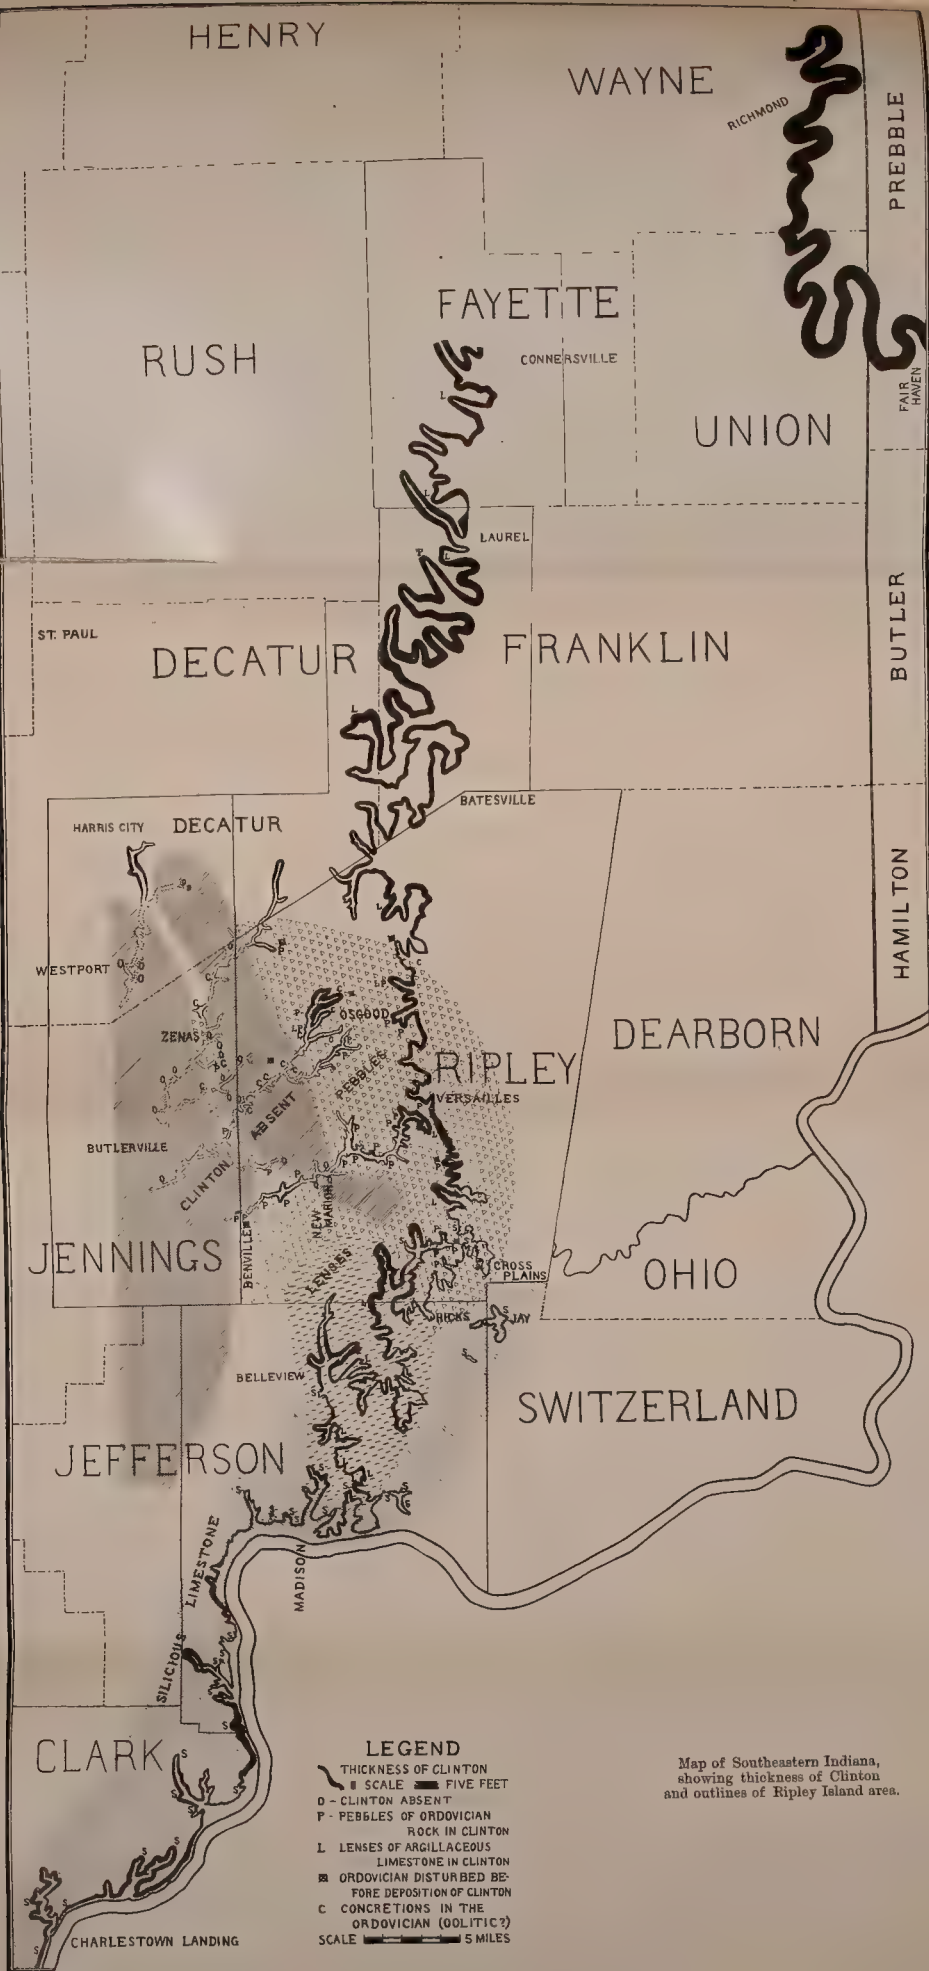 HENRY
WAYNE
RICHMOND
PREBBLE
FAYETTE
RUSH
CONNERSVILLE
FAIR
HAVEN
UNION
L
L
LAUREL
P
L
BUTLER
ST. PAUL
DECATUR
FRANKLIN
L
BATESVILLE
HARRIS CITY
DECATUR
HAMILTON
WESTPORT
OSGOOD
ZENAS
DEARBORN
RIPLEY
PEBBLES
VERSAILLES
ABSENT
BUTLERVILLE
CLINTON
NEW
MARION
JENNINGS
BENVILLE
LENSES
CROSS
PLAINS
OHIO
HICKS
JAY
BELLEVIEW
SWITZERLAND
JEFFERSON
LIMESTONE
MADISON
SILICIOUS
CLARK
CHARLESTOWN LANDING
LEGEND
THICKNESS OF CLINTON
SCALE FIVE FEET
O - CLINTON ABSENT
P - PEBBLES OF ORDOVICIAN
ROCK IN CLINTON
L LENSES OF ARGILLACEOUS
LIMESTONE IN CLINTON
ORDOVICIAN DISTURBED BE-
FORE DEPOSITION OF CLINTON
C CONCRETIONS IN THE
ORDOVICIAN (OOLITIC?)
SCALE 5 MILES
Map of Southeastern Indiana,
showing thickness of Clinton
and outlines of Ripley Island area.